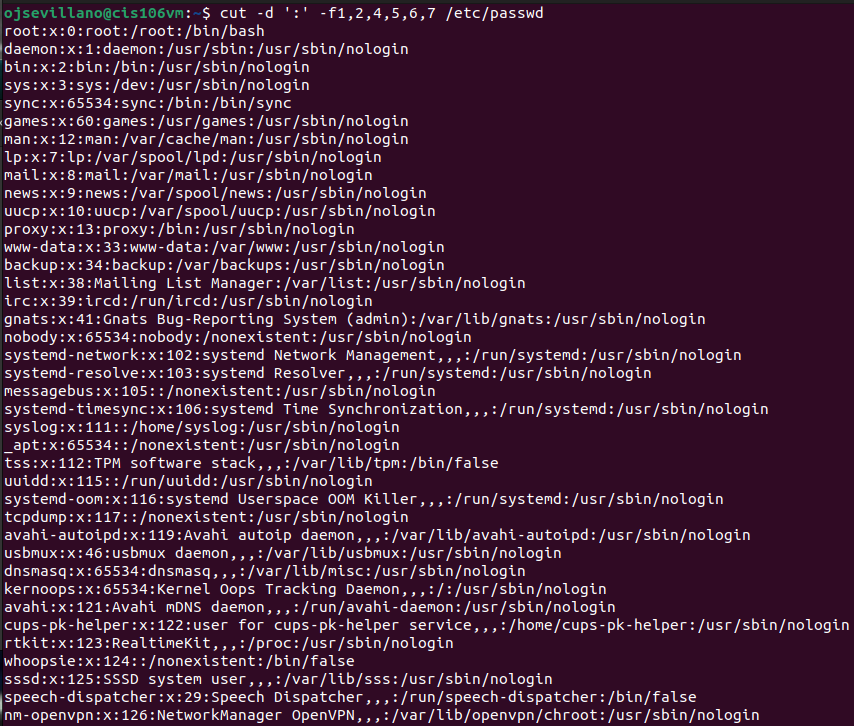 ojsevillano@cis106vm:~$ cut -d ':' -f1,2,4,5,6,7 /etc/passwd
root:x:0:root:/root:/bin/bash
daemon:x:1:daemon:/usr/sbin:/usr/sbin/nologin
bin:x:2:bin:/bin:/usr/sbin/nologin
sys:x:3:sys:/dev:/usr/sbin/nologin
sync:x:65534:sync:/bin:/bin/sync
games:x:60:games:/usr/games:/usr/sbin/nologin
man:x:12:man:/var/cache/man:/usr/sbin/nologin
lp:x:7:lp:/var/spool/lpd:/usr/sbin/nologin
mail:x:8:mail:/var/mail:/usr/sbin/nologin
news:x:9:news:/var/spool/news:/usr/sbin/nologin
uucp:x:10:uucp:/var/spool/uucp:/usr/sbin/nologin
proxy:x:13:proxy:/bin:/usr/sbin/nologin
www-data:x:33:www-data:/var/www:/usr/sbin/nologin
backup:x:34:backup:/var/backups:/usr/sbin/nologin
list:x:38:Mailing List Manager:/var/list:/usr/sbin/nologin
irc:x:39:ircd:/run/ircd:/usr/sbin/nologin
gnats:x:41:Gnats Bug-Reporting System (admin):/var/lib/gnats:/usr/sbin/nologin
nobody:x:65534:nobody:/nonexistent:/usr/sbin/nologin
systemd-network:x:102:systemd Network Management,,,:/run/systemd:/usr/sbin/nologin
systemd-resolve:x:103:systemd Resolver,,,:/run/systemd:/usr/sbin/nologin
messagebus:x:105::/nonexistent:/usr/sbin/nologin
systemd-timesync:x:106:systemd Time Synchronization,,,:/run/systemd:/usr/sbin/nologin
syslog:x:111::/home/syslog:/usr/sbin/nologin
_apt:x:65534::/nonexistent:/usr/sbin/nologin
tss:x:112:TPM software stack,,,:/var/lib/tpm:/bin/false
uuidd:x:115::/run/uuidd:/usr/sbin/nologin
systemd-oom:x:116:systemd Userspace OOM Killer,,,:/run/systemd:/usr/sbin/nologin
tcpdump:x:117::/nonexistent:/usr/sbin/nologin
avahi-autoipd:x:119:Avahi autoip daemon,,,:/var/lib/avahi-autoipd:/usr/sbin/nologin
usbmux:x:46:usbmux daemon,,,:/var/lib/usbmux:/usr/sbin/nologin
dnsmasq:x:65534:dnsmasq,,,:/var/lib/misc:/usr/sbin/nologin
kernoops:x:65534:Kernel Oops Tracking Daemon,,,:/:/usr/sbin/nologin
avahi:x:121:Avahi mDNS daemon,,,:/run/avahi-daemon:/usr/sbin/nologin
cups-pk-helper:x:122:user for cups-pk-helper service,,,:/home/cups-pk-helper:/usr/sbin/nologin
rtkit:x:123:RealtimeKit,,,:/proc:/usr/sbin/nologin
whoopsie:x:124::/nonexistent:/bin/false
sssd:x:125:SSSD system user,,,:/var/lib/sss:/usr/sbin/nologin
speech-dispatcher:x:29:Speech Dispatcher,,,:/run/speech-dispatcher:/bin/false
nm-openvpn:x:126:NetworkManager OpenVPN,,,:/var/lib/openvpn/chroot:/usr/sbin/nologin